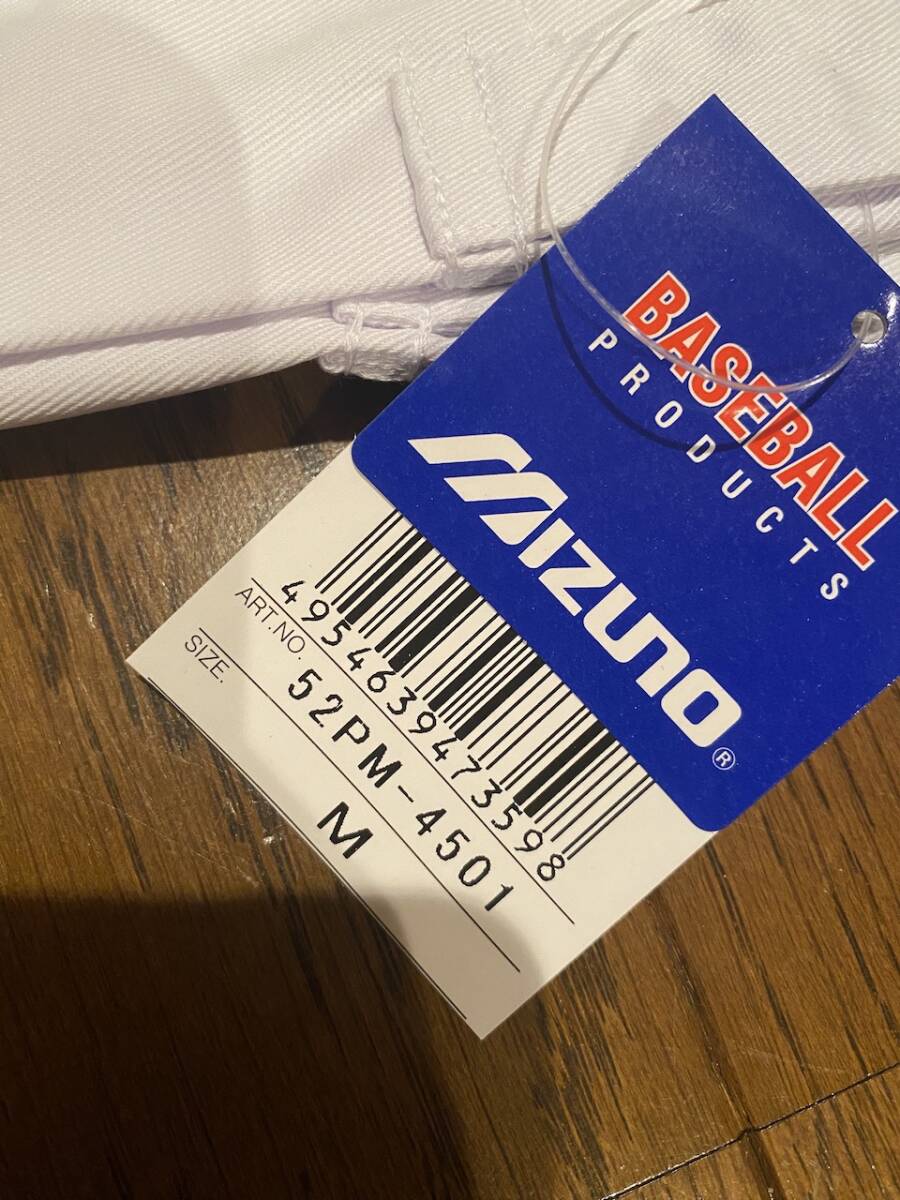 BASEBALL
PRODUCTS
MIZUNO®
4954639473598
ART.NO. 52PM-4501
SIZE. M